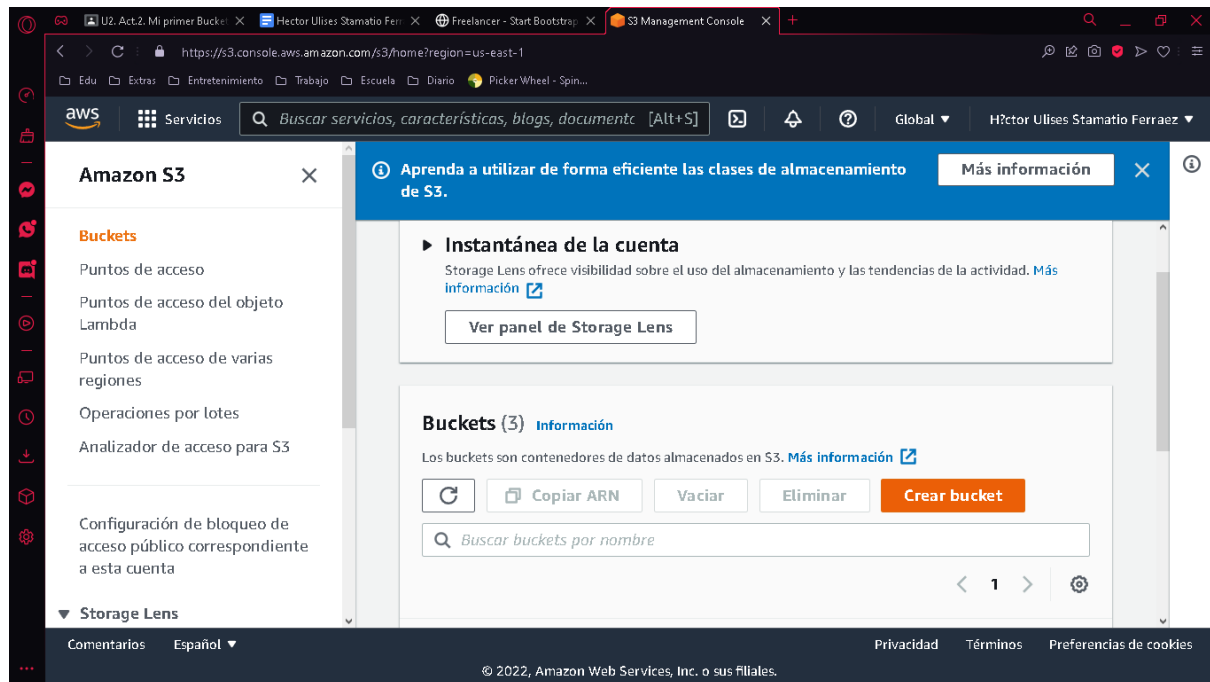 U2. Act.2. Mi primer Bucket
Hector Ulises Stamatio Ferr
Freelancer - Start Bootstrap
S3 Management Console
https://s3.console.aws.amazon.com/s3/home?region=us-east-1
Edu
Extras
Entretenimiento
Trabajo
Escuela
Diario
Picker Wheel - Spin...
aws
Servicios
Buscar servicios, características, blogs, documentc
[Alt+S]
Global
H?ctor Ulises Stamatio Ferraez
Amazon S3
Buckets
Puntos de acceso
Puntos de acceso del objeto
Lambda
Puntos de acceso de varias
regiones
Operaciones por lotes
Analizador de acceso para S3
Configuración de bloqueo de
acceso público correspondiente
a esta cuenta
Storage Lens
Aprenda a utilizar de forma eficiente las clases de almacenamiento
de S3.
Más información
Instantánea de la cuenta
Storage Lens ofrece visibilidad sobre el uso del almacenamiento y las tendencias de la actividad. Más
información
Ver panel de Storage Lens
Buckets (3) Información
Los buckets son contenedores de datos almacenados en S3. Más información
Copiar ARN
Vaciar
Eliminar
Crear bucket
Buscar buckets por nombre
1
Comentarios
Español
Privacidad
Términos
Preferencias de cookies
© 2022, Amazon Web Services, Inc. o sus filiales.